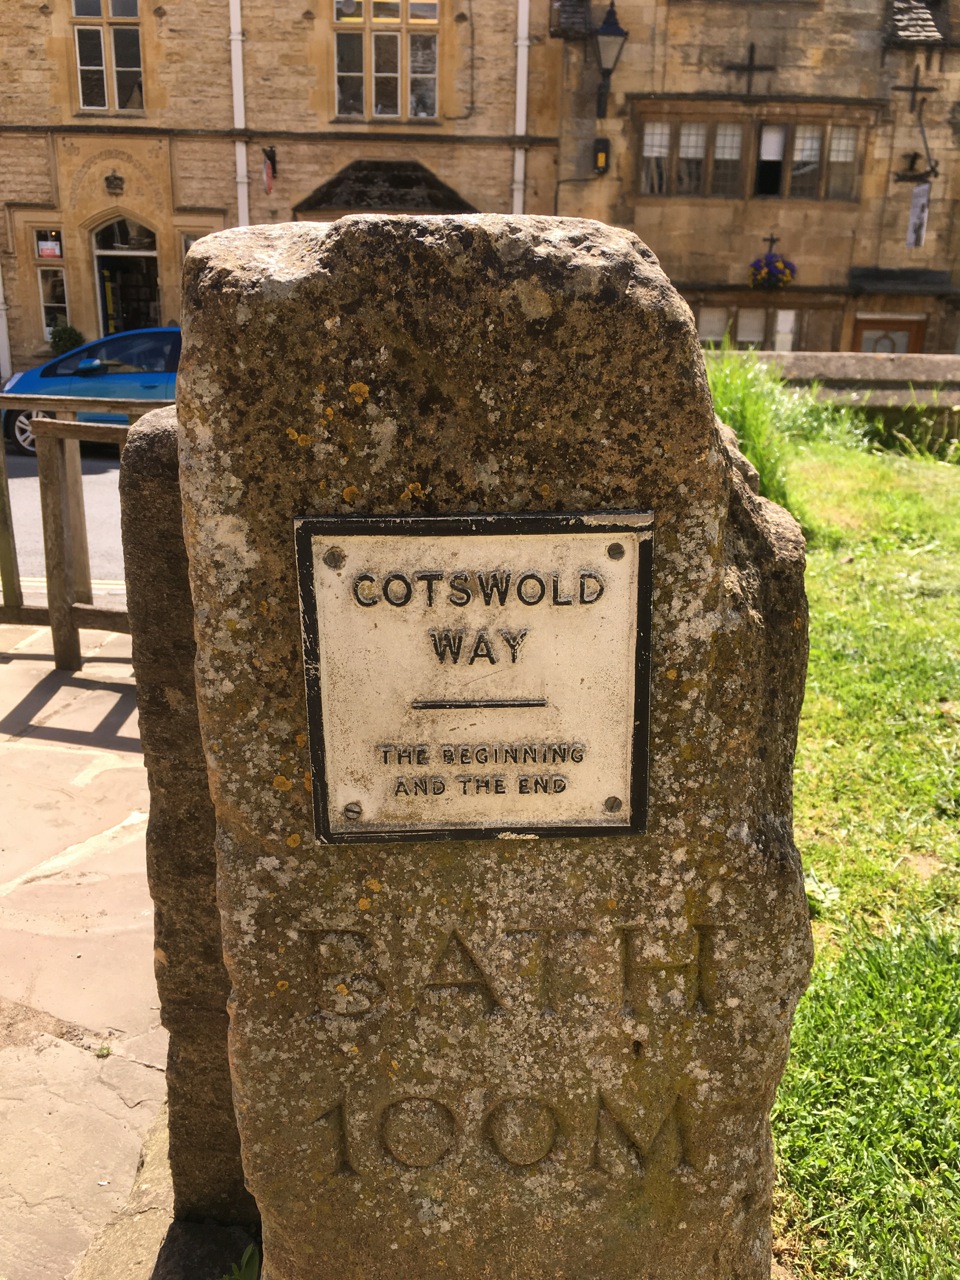 COTSWOLD
WAY
THE BEGINNING
AND THE END
BATH
100M